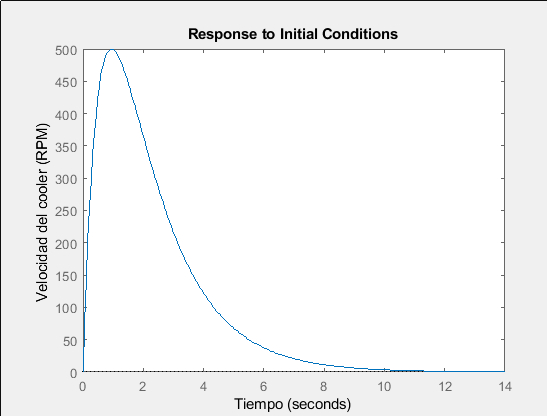 Response to Initial Conditions
Velocidad del cooler (RPM)
500
450
400
350
300
250
200
150
100
50
0
0 2 4 6 8 10 12 14
Tiempo (seconds)